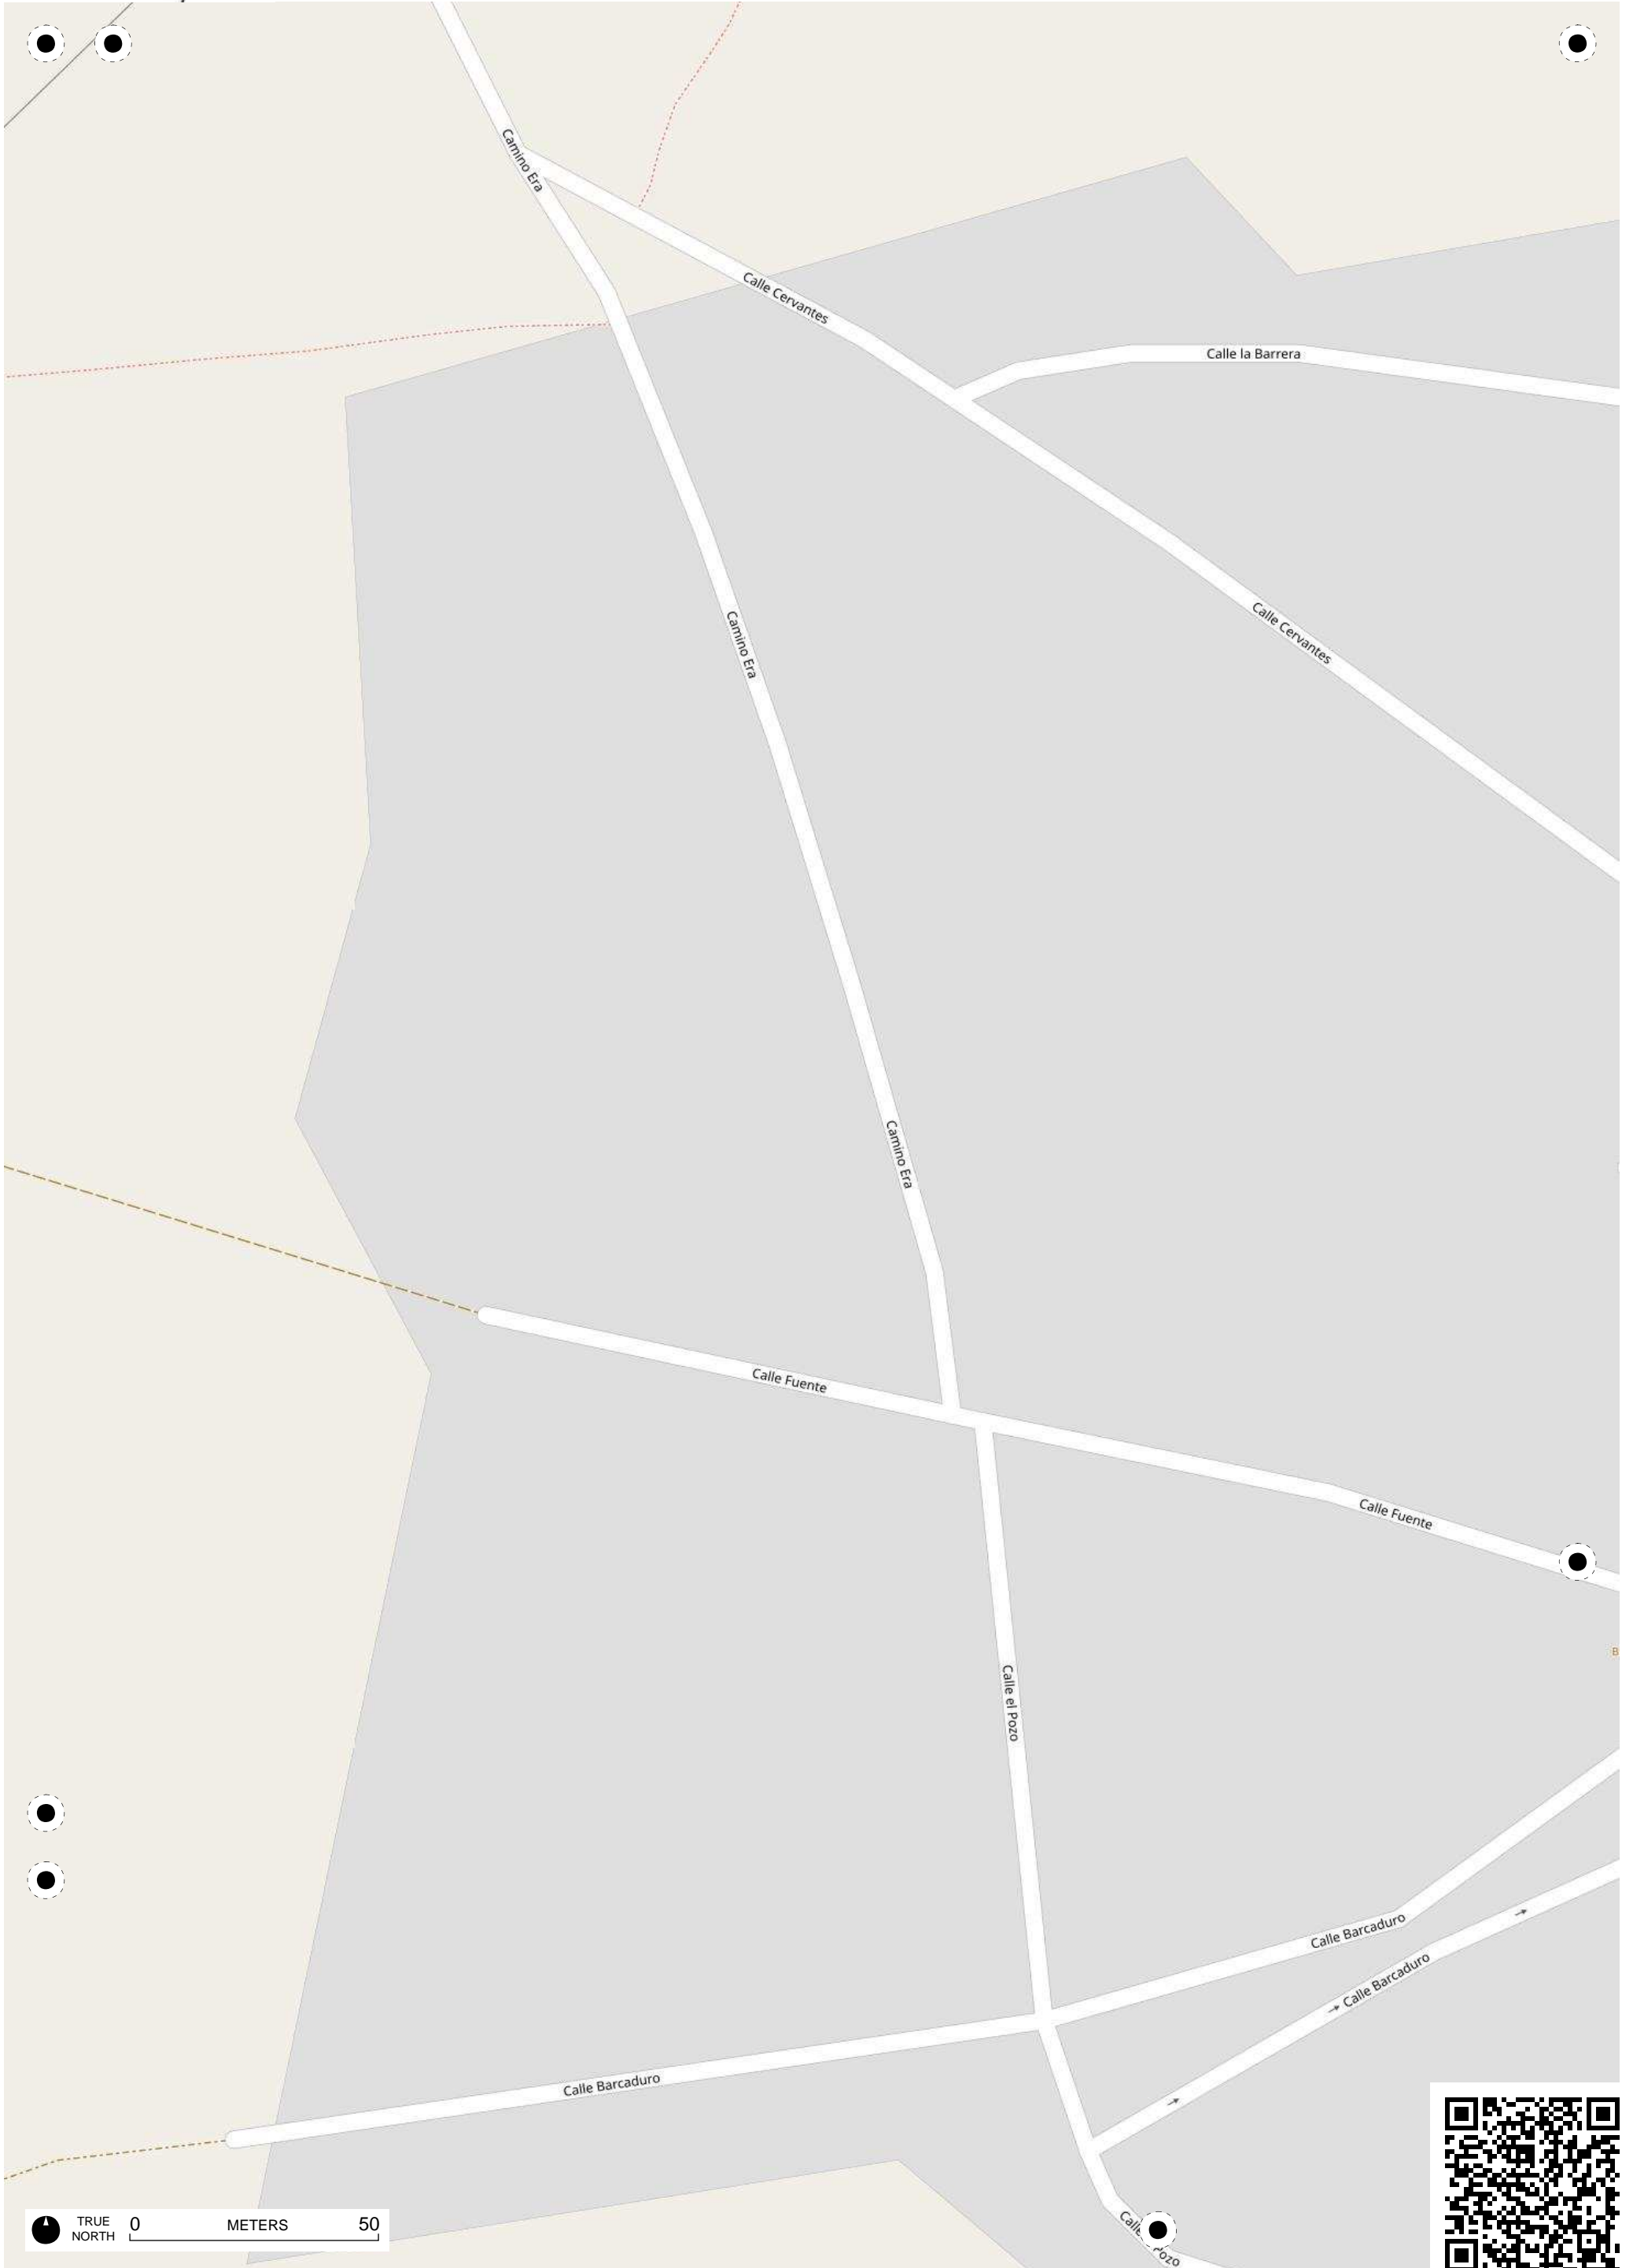 Camino Era
Calle Cervantes
Calle la Barrera
Camino Era
Calle Cervantes
Camino Era
Calle Fuente
Calle Fuente
B
Calle el Pozo
Calle Barcaduro
Calle Barcaduro
Calle Barcaduro
TRUE
NORTH
0 METERS 50